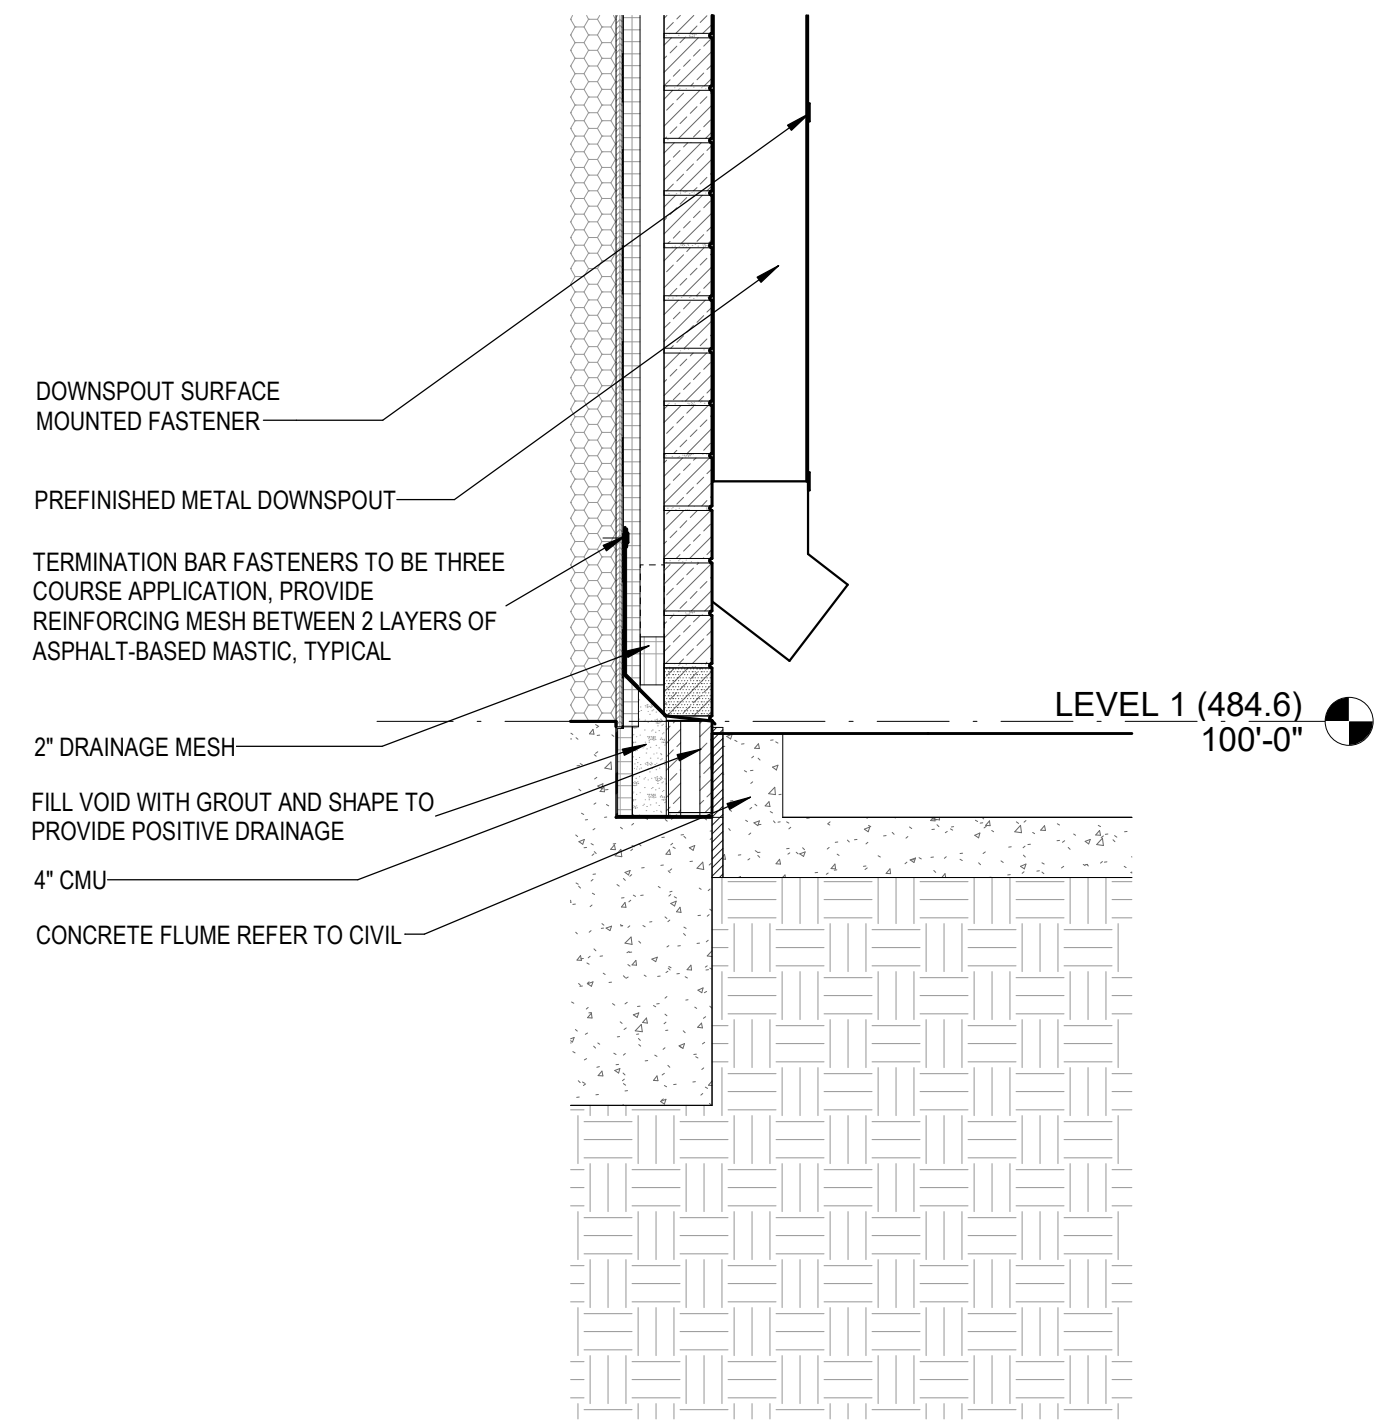 DOWNSPOUT SURFACE
MOUNTED FASTENER
PREFINISHED METAL DOWNSPOUT
TERMINATION BAR FASTENERS TO BE THREE
COURSE APPLICATION, PROVIDE
REINFORCING MESH BETWEEN 2 LAYERS OF
ASPHALT-BASED MASTIC, TYPICAL
LEVEL 1 (484.6)
100'-0"
2" DRAINAGE MESH
FILL VOID WITH GROUT AND SHAPE TO
PROVIDE POSITIVE DRAINAGE
4" CMU
CONCRETE FLUME REFER TO CIVIL